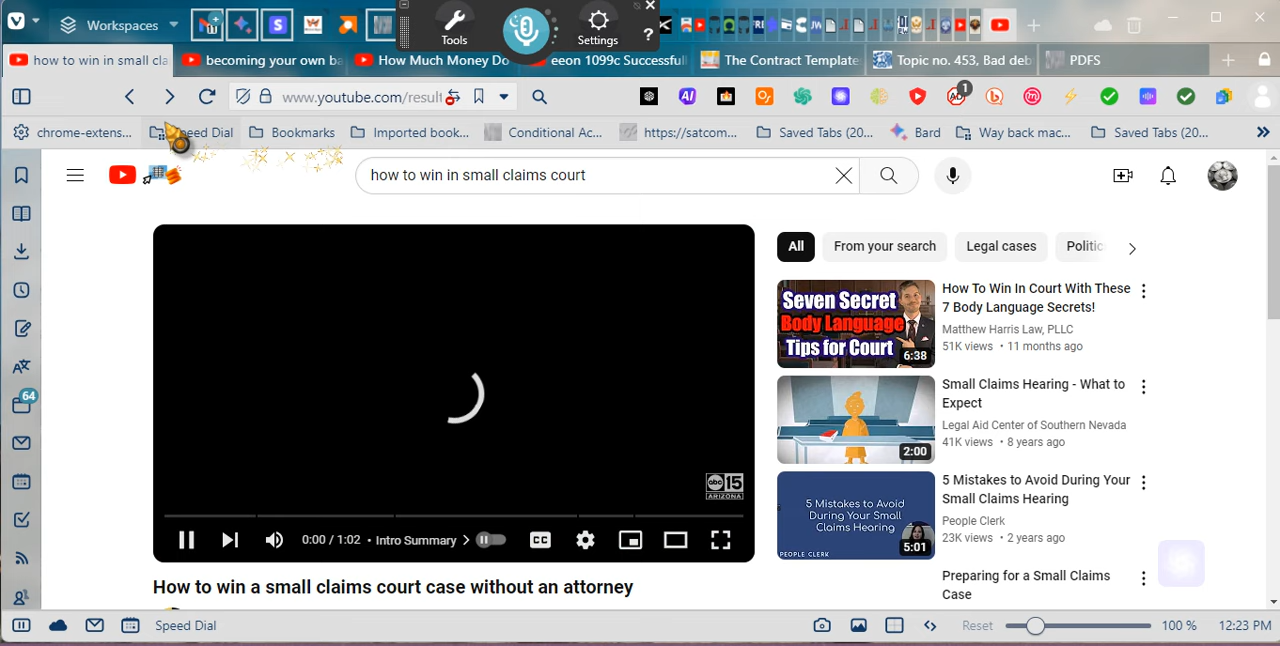 Workspaces
Tools
Settings
?
how to win in small cla
becoming your own ba
How Much Money Do
eeon 1099c Successful
The Contract Template
Topic no. 453, Bad deb
PDFS
www.youtube.com/result
1
chrome-extens...
Speed Dial
Bookmarks
Imported book...
Conditional Ac...
https://satcom...
Saved Tabs (20...
Bard
Way back mac...
Saved Tabs (20...
how to win in small claims court
All
From your search
Legal cases
Politic
Seven Secret
Body Language
Tips for Court
6:38
How To Win In Court With These
7 Body Language Secrets!
Matthew Harris Law, PLLC
51K views • 11 months ago
Small Claims Hearing - What to
Expect
Legal Aid Center of Southern Nevada
41K views • 8 years ago
2:00
5 Mistakes to Avoid
During Your Small
Claims Hearing
PEOPLE CLERK
5:01
5 Mistakes to Avoid During Your
Small Claims Hearing
People Clerk
23K views • 2 years ago
Preparing for a Small Claims
Case
64
abc 15
ARIZONA
0:00 / 1:02 • Intro Summary
CC
How to win a small claims court case without an attorney
Speed Dial
Reset
100 %
12:23 PM